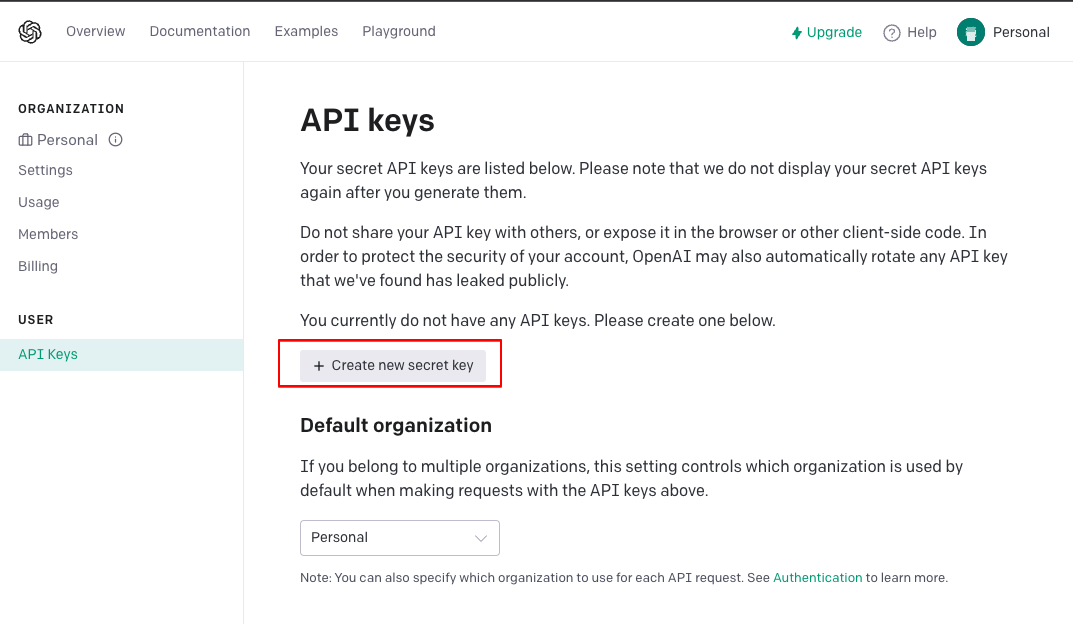 Overview Documentation Examples Playground Upgrade ? Help Personal
ORGANIZATION
Personal
Settings
Usage
Members
Billing
USER
API Keys
API keys
Your secret API keys are listed below. Please note that we do not display your secret API keys
again after you generate them.
Do not share your API key with others, or expose it in the browser or other client-side code. In
order to protect the security of your account, OpenAI may also automatically rotate any API key
that we've found has leaked publicly.
You currently do not have any API keys. Please create one below.
+ Create new secret key
Default organization
If you belong to multiple organizations, this setting controls which organization is used by
default when making requests with the API keys above.
Personal
Note: You can also specify which organization to use for each API request. See Authentication to learn more.